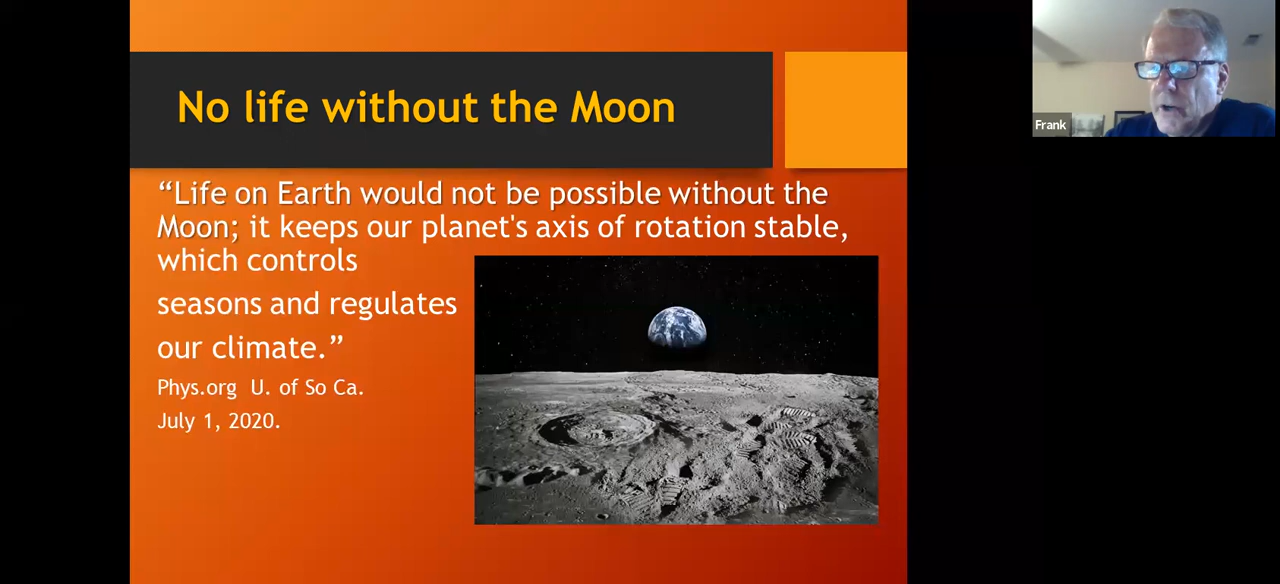 No life without the Moon
“Life on Earth would not be possible without the
Moon; it keeps our planet's axis of rotation stable,
which controls
seasons and regulates
our climate.”
Phys.org  U. of So Ca.
July 1, 2020.
Frank